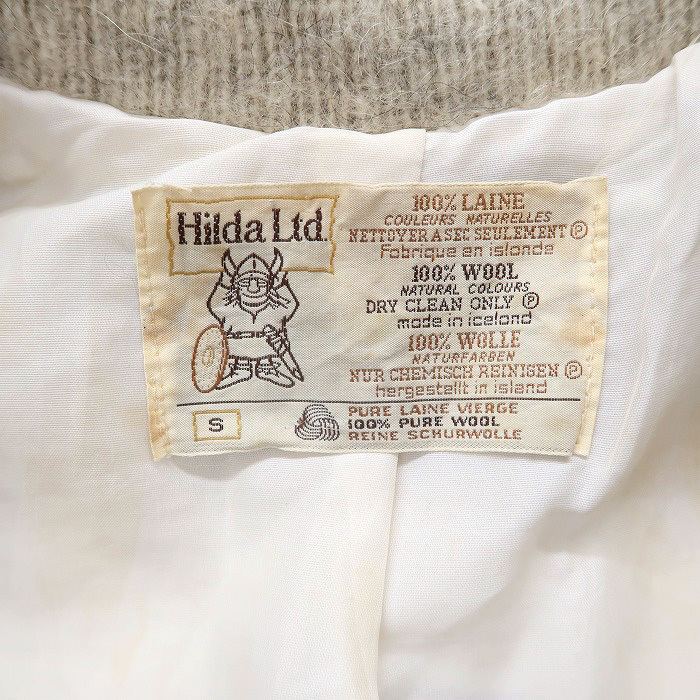 Hilda Ltd.
100% LAINE
COULEURS NATURELLES
NETTOYER A SEC SEULEMENT Ⓟ
Fabrique en islande
100% WOOL
NATURAL COLOURS
DRY CLEAN ONLY Ⓟ
made in iceland
100% WOLLE
NATURFARBEN
NUR CHEMISCH REINIGEN Ⓟ
hergestellt in island
S
PURE LAINE VIERGE
100% PURE WOOL
REINE SCHURWOLLE